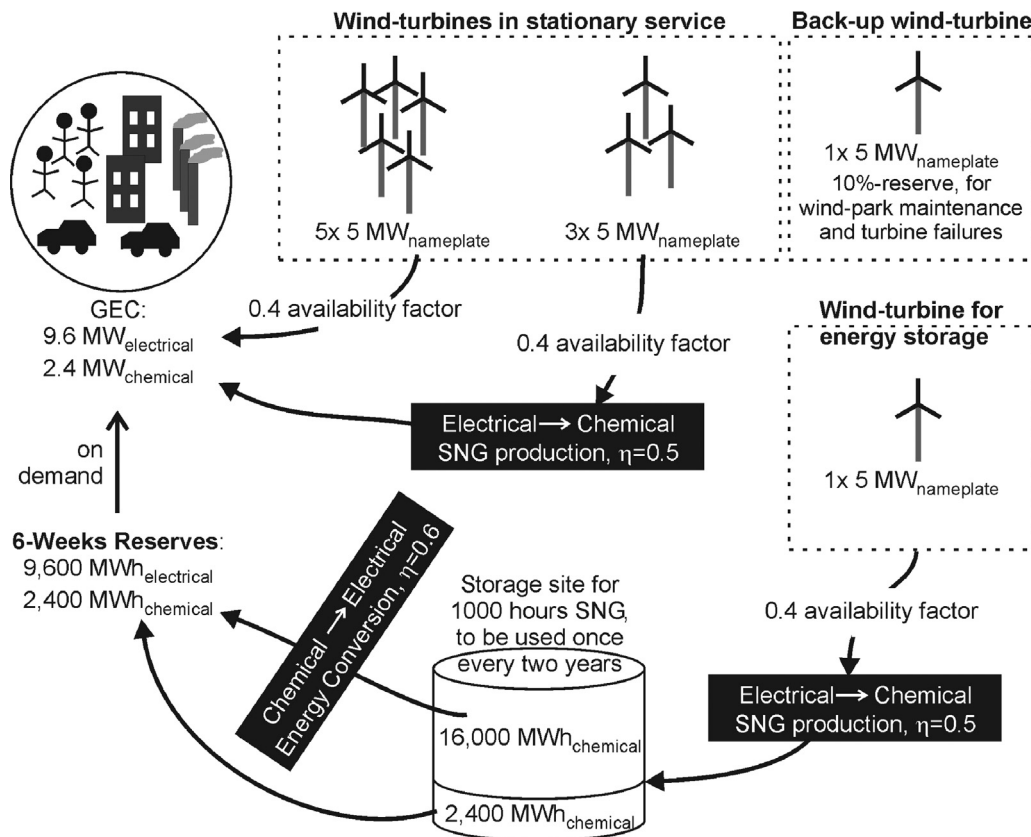 Wind-turbines in stationary service
Back-up wind-turbine
5x 5 MWnameplate
3x 5 MWnameplate
1x 5 MWnameplate
10%-reserve, for
wind-park maintenance
and turbine failures
GEC:
9.6 MWelectrical
2.4 MWchemical
0.4 availability factor
0.4 availability factor
Wind-turbine for
energy storage
1x 5 MWnameplate
Electrical→Chemical
SNG production, η=0.5
on
demand
6-Weeks Reserves:
9,600 MWhelectrical
2,400 MWhchemical
Chemical→Electrical
Energy Conversion, η=0.6
Storage site for
1000 hours SNG,
to be used once
every two years
16,000 MWhchemical
2,400 MWhchemical
0.4 availability factor
Electrical→Chemical
SNG production, η=0.5